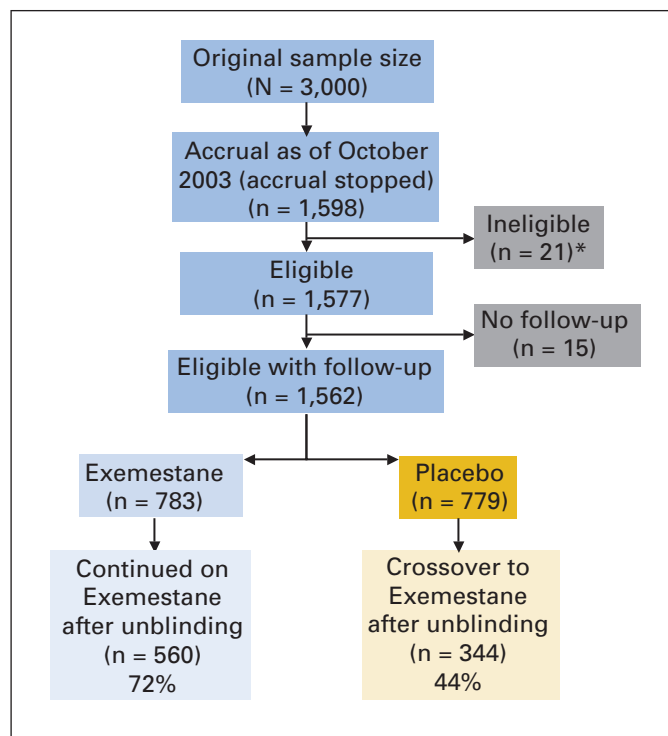 Original sample size
(N = 3,000)
Accrual as of October
2003 (accrual stopped)
(n = 1,598)
Ineligible
(n = 21)*
Eligible
(n = 1,577)
No follow-up
(n = 15)
Eligible with follow-up
(n = 1,562)
Exemestane
(n = 783)
Placebo
(n = 779)
Continued on
Exemestane
after unblinding
(n = 560)
72%
Crossover to
Exemestane
after unblinding
(n = 344)
44%